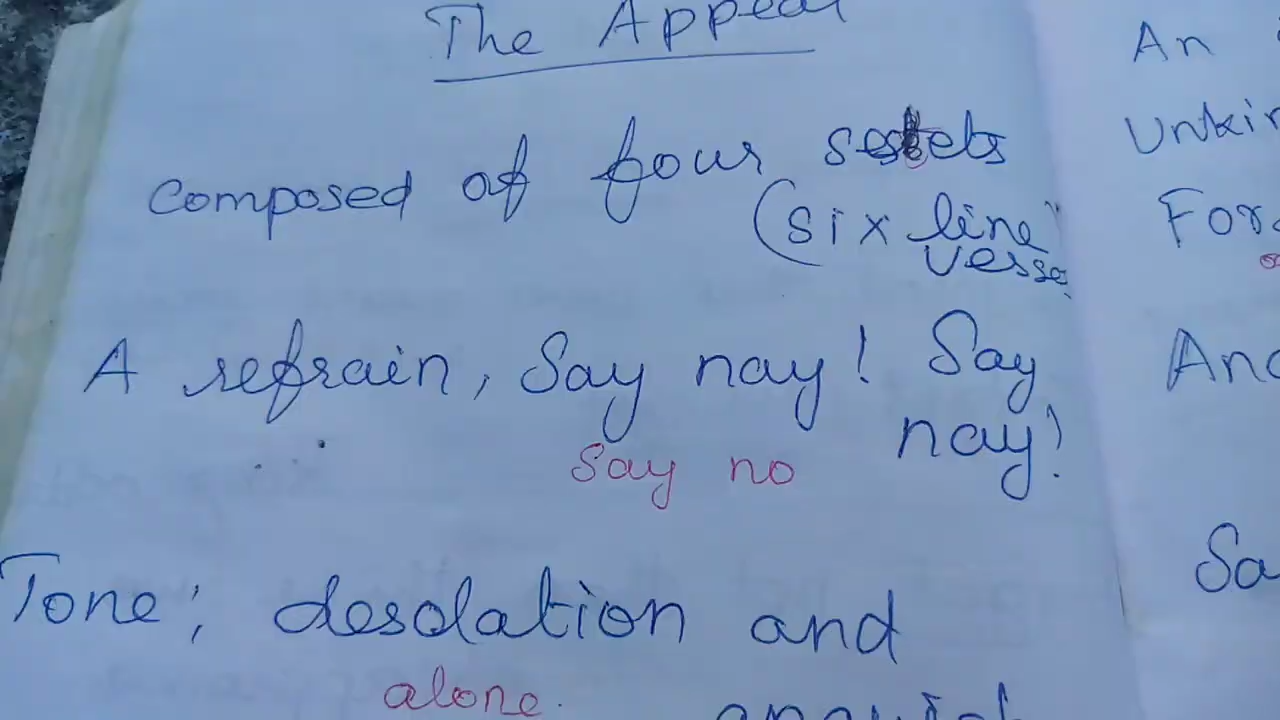 The Appeal
composed of four sestets
(six line
verse
A refrain, Say nay! Say
nay!
Say no
Tone; desolation and
alone.
An
Unkin
For
And
Sa